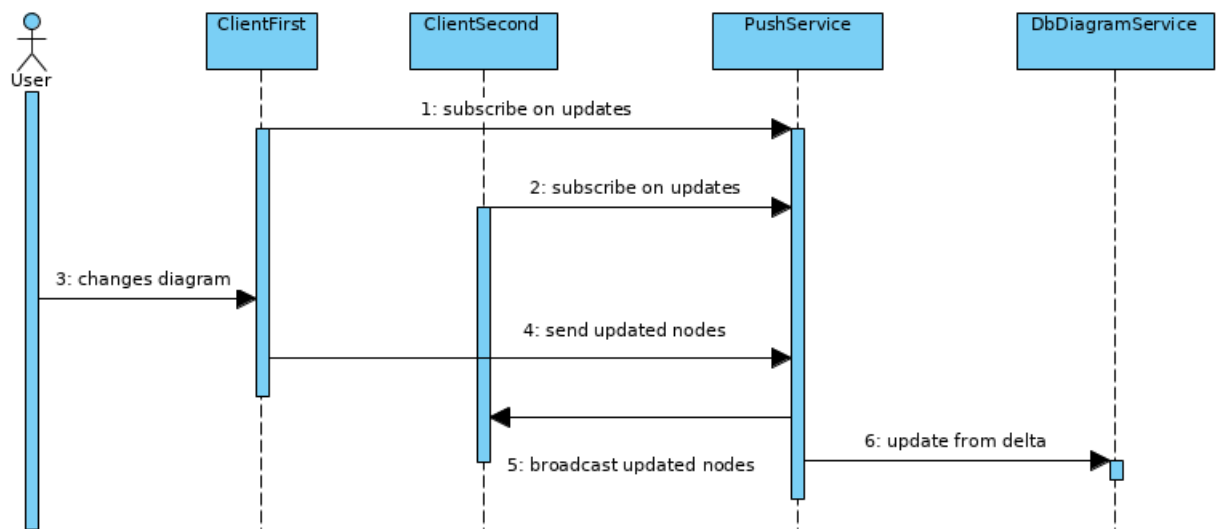 ClientFirst
ClientSecond
PushService
DbDiagramService
User
1: subscribe on updates
2: subscribe on updates
3: changes diagram
4: send updated nodes
6: update from delta
5: broadcast updated nodes